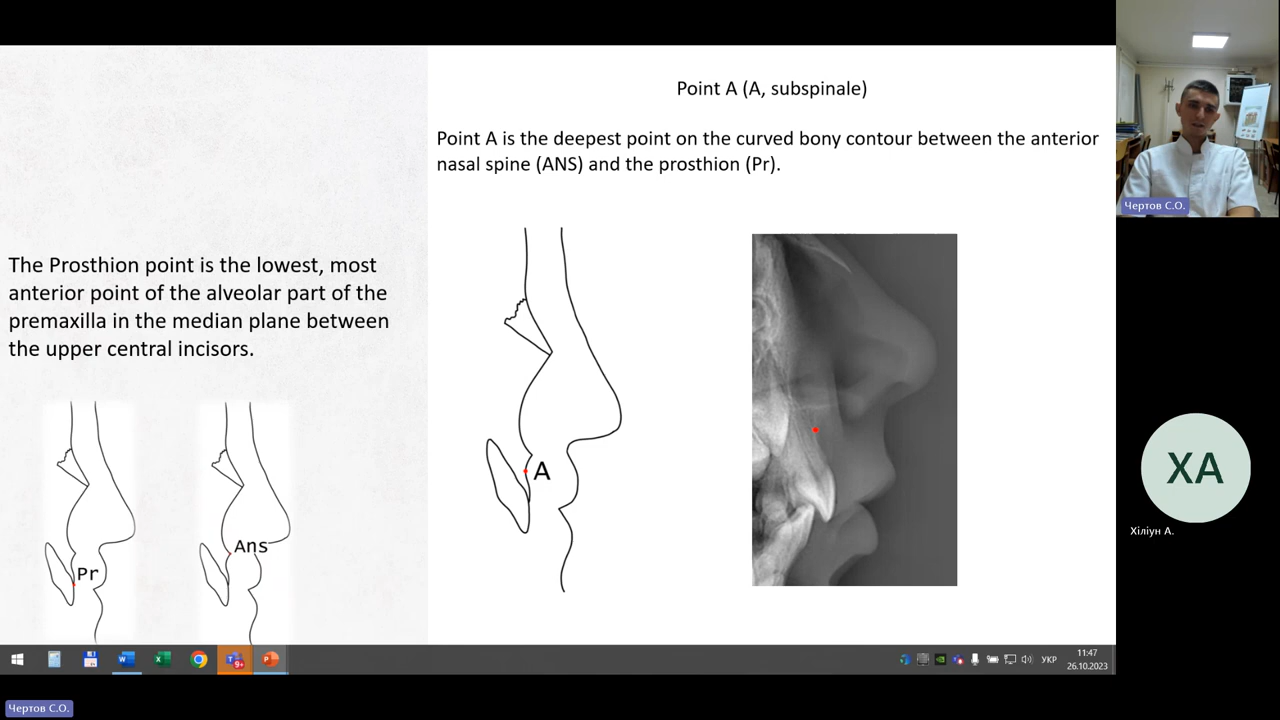 Point A (A, subspinale)
Point A is the deepest point on the curved bony contour between the anterior
nasal spine (ANS) and the prosthion (Pr).
The Prosthion point is the lowest, most
anterior point of the alveolar part of the
premaxilla in the median plane between
the upper central incisors.
Pr
Ans
A
Чертов С.О.
ХА
Хіліун А.
9+
УКР
11:47
26.10.2023
Чертов С.О.